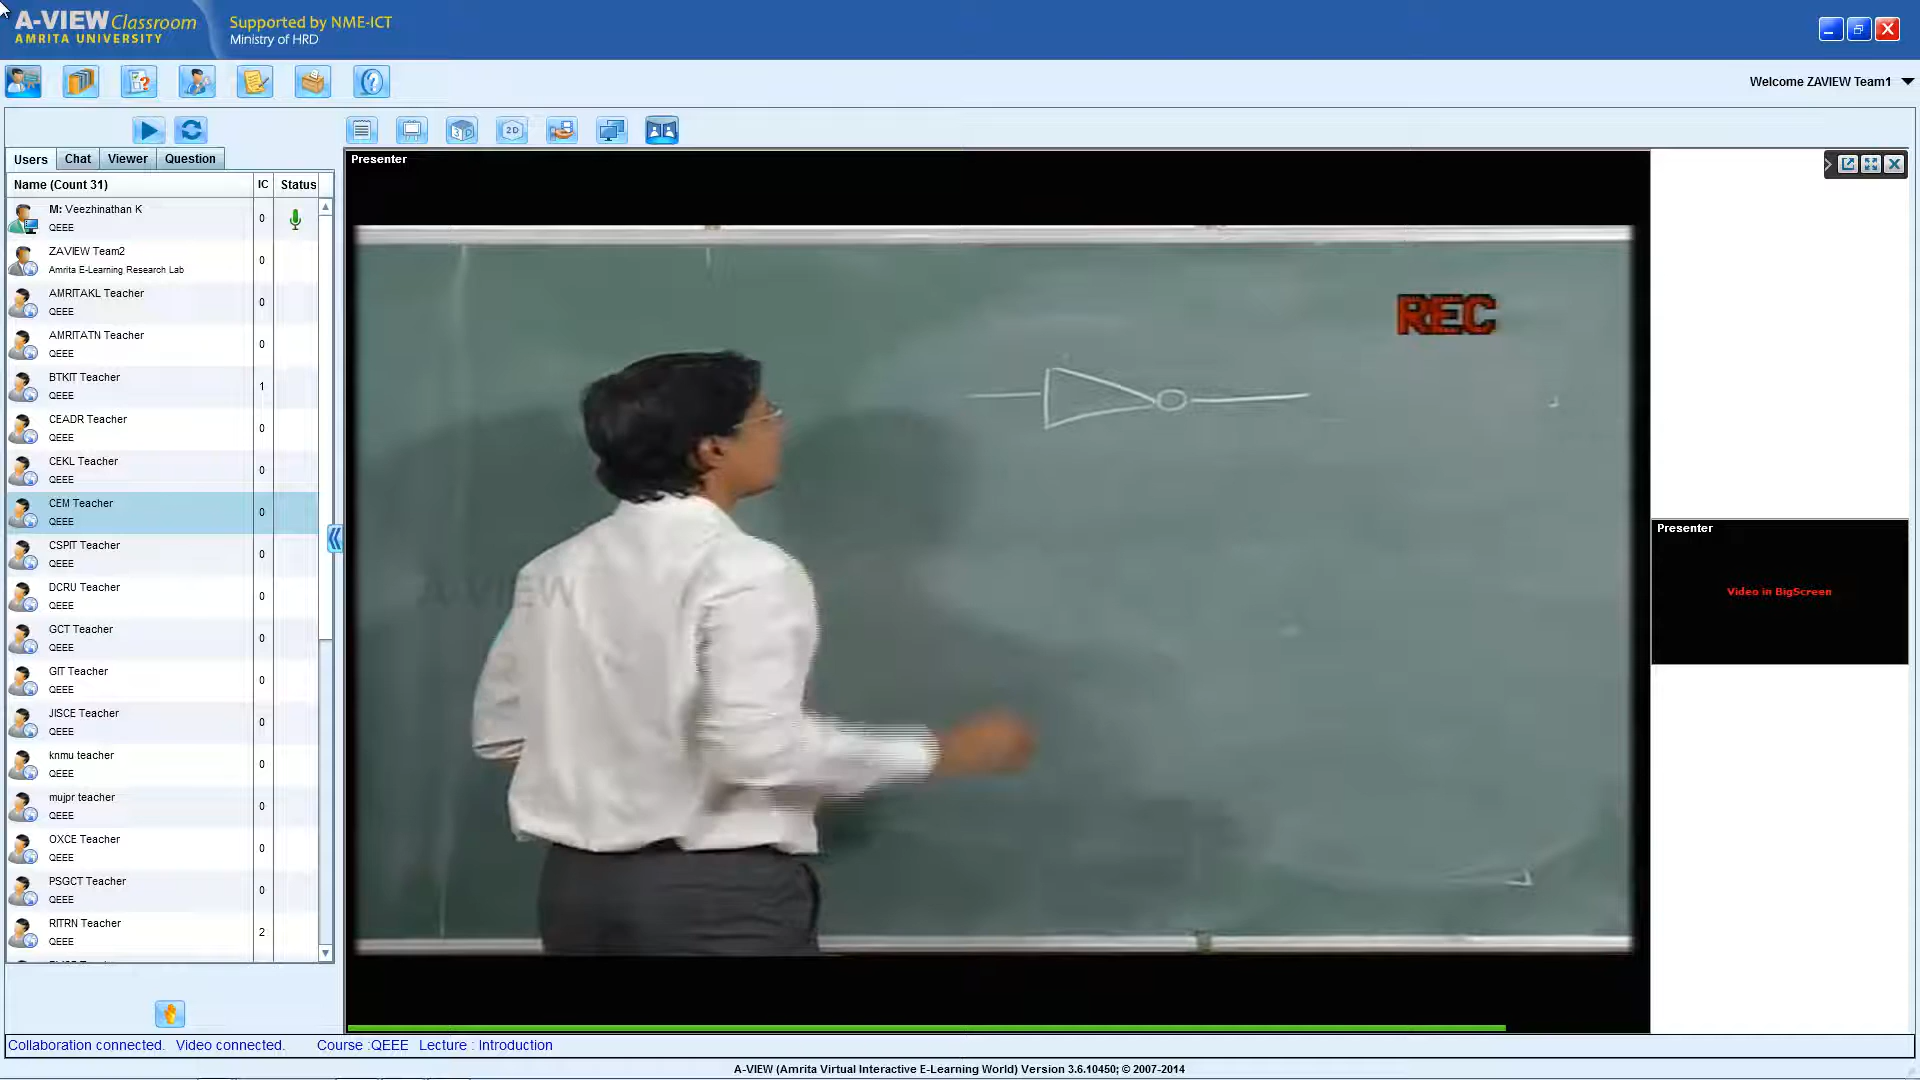 A-VIEW Classroom
AMRITA UNIVERSITY
Supported by NME-ICT
Ministry of HRD
Welcome ZAVIEW Team1
Users
Chat
Viewer
Question
Name (Count 31)
IC
Status
M: Veezhinathan K
QEEE
0
ZAVIEW Team2
Amrita E-Learning Research Lab
0
AMRITAKL Teacher
QEEE
0
AMRITATN Teacher
QEEE
0
BTKIT Teacher
QEEE
1
CEADR Teacher
QEEE
0
CEKL Teacher
QEEE
0
CEM Teacher
QEEE
0
CSPIT Teacher
QEEE
0
DCRU Teacher
QEEE
0
GCT Teacher
QEEE
0
GIT Teacher
QEEE
0
JISCE Teacher
QEEE
0
knmu teacher
QEEE
0
mujpr teacher
QEEE
0
OXCE Teacher
QEEE
0
PSGCT Teacher
QEEE
0
RITRN Teacher
QEEE
2
3D
2D
Presenter
REC
A-VIEW
Presenter
Video in BigScreen
Collaboration connected. Video connected. Course :QEEE Lecture : Introduction
A-VIEW (Amrita Virtual Interactive E-Learning World) Version 3.6.10450; © 2007-2014